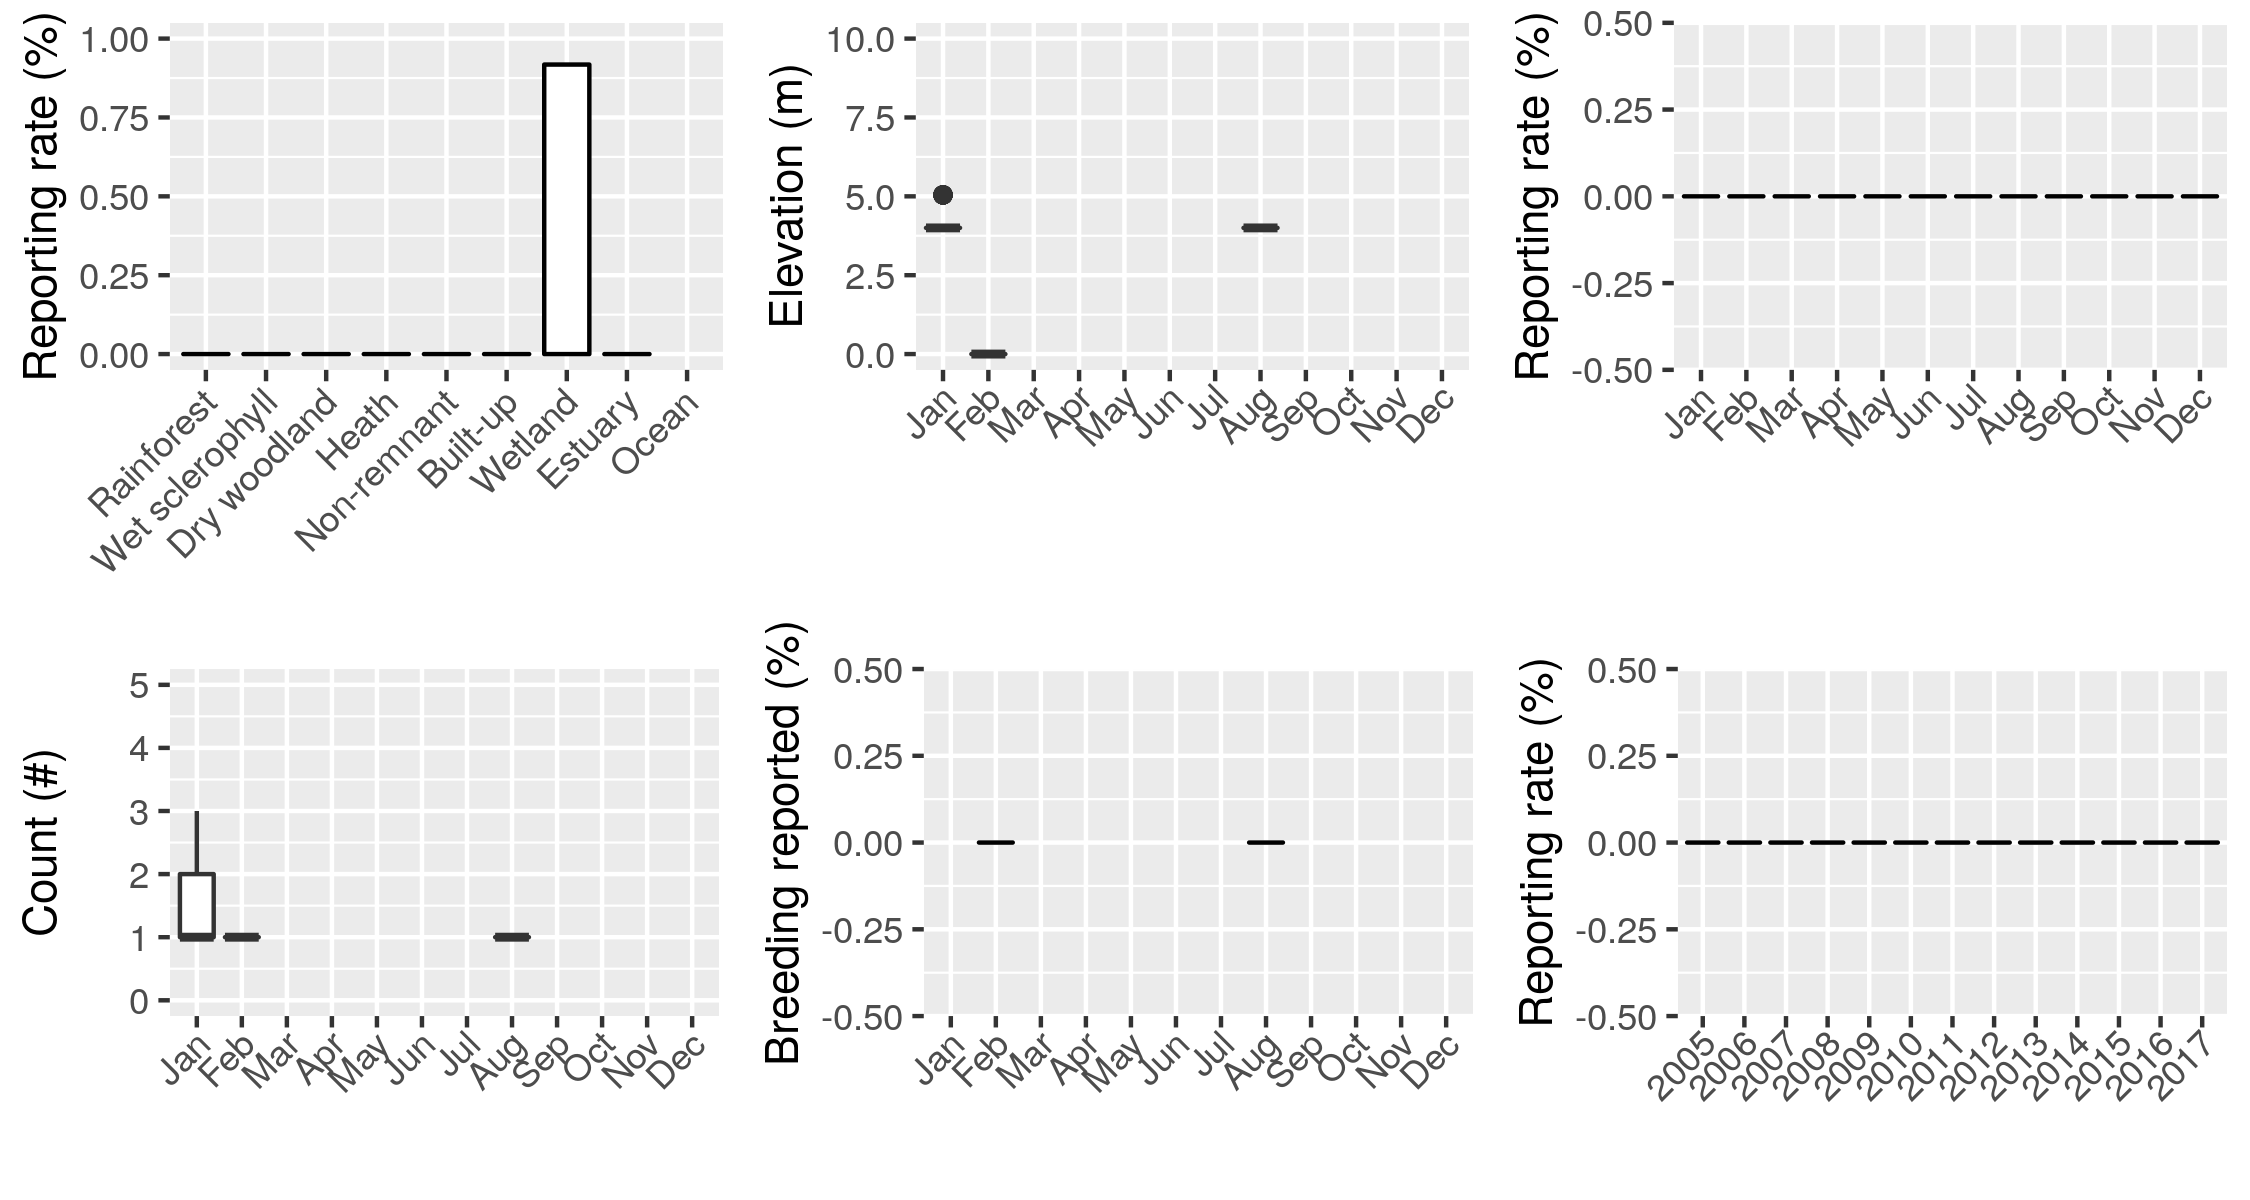 Reporting rate (%)
1.00
0.75
0.50
0.25
0.00
Rainforest
Wet sclerophyll
Dry woodland
Heath
Non-remnant
Built-up
Wetland
Estuary
Ocean
Elevation (m)
10.0
7.5
5.0
2.5
0.0
Jan
Feb
Mar
Apr
May
Jun
Jul
Aug
Sep
Oct
Nov
Dec
Reporting rate (%)
0.50
0.25
0.00
-0.25
-0.50
Jan
Feb
Mar
Apr
May
Jun
Jul
Aug
Sep
Oct
Nov
Dec
Count (#)
5
4
3
2
1
0
Jan
Feb
Mar
Apr
May
Jun
Jul
Aug
Sep
Oct
Nov
Dec
Breeding reported (%)
0.50
0.25
0.00
-0.25
-0.50
Jan
Feb
Mar
Apr
May
Jun
Jul
Aug
Sep
Oct
Nov
Dec
Reporting rate (%)
0.50
0.25
0.00
-0.25
-0.50
2005
2006
2007
2008
2009
2010
2011
2012
2013
2014
2015
2016
2017